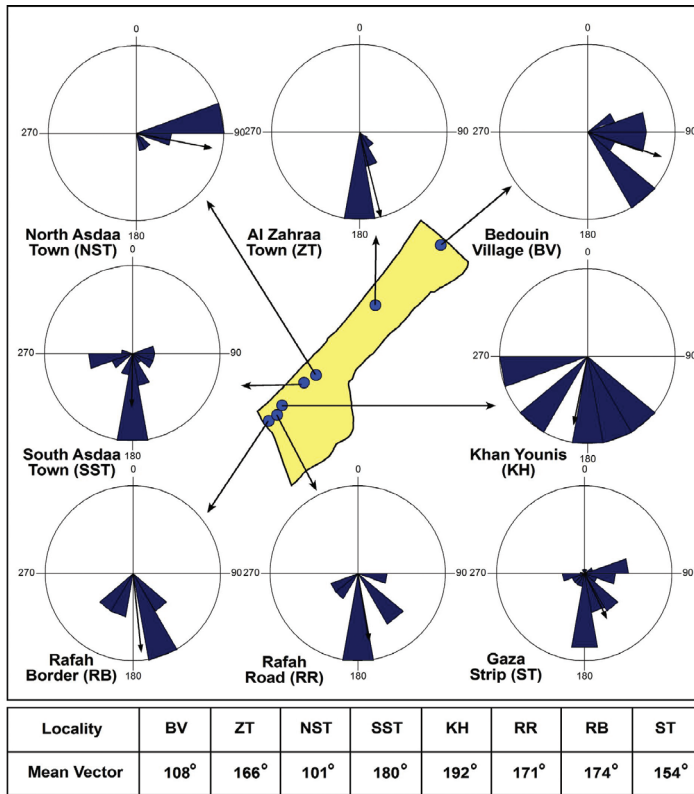 0
0
0
270
90
270
90
270
90
180
180
180
North Asdaa
Town (NST)
Al Zahraa
Town (ZT)
Bedouin
Village (BV)
0
270
90
180
South Asdaa
Town (SST)
0
270
90
180
Khan Younis
(KH)
0
270
90
180
Rafah
Border (RB)
0
270
90
180
Rafah
Road (RR)
0
270
90
180
Gaza
Strip (ST)
Locality BV ZT NST SST KH RR RB ST
Mean Vector 108° 166° 101° 180° 192° 171° 174° 154°